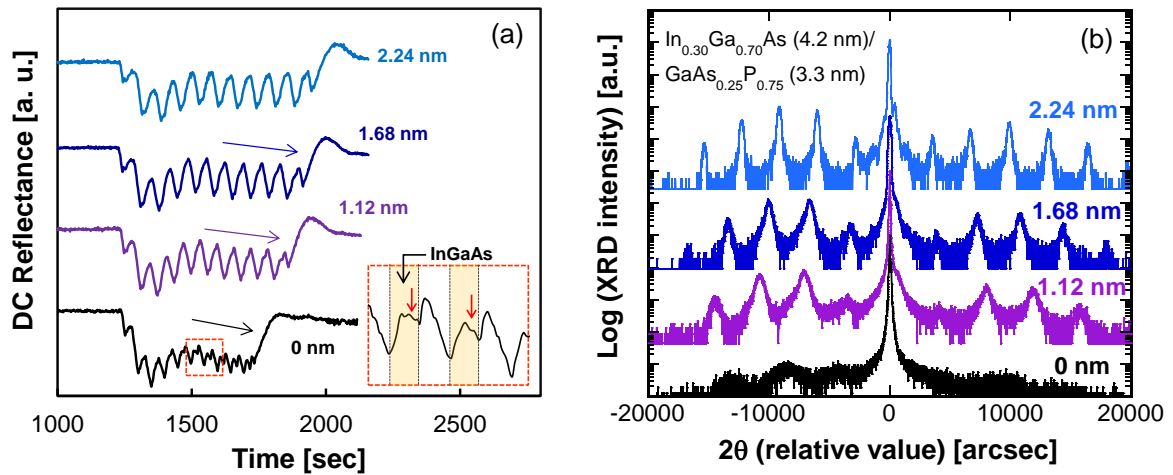 (a)
2.24 nm
1.68 nm
1.12 nm
InGaAs
0 nm
DC Reflectance [a. u.]
1000 1500 2000 2500
Time [sec]
(b)
In0.30Ga0.70As (4.2 nm)/
GaAs0.25P0.75 (3.3 nm)
2.24 nm
1.68 nm
1.12 nm
0 nm
Log (XRD intensity) [a.u.]
-20000 -10000 0 10000 20000
2θ (relative value) [arcsec]